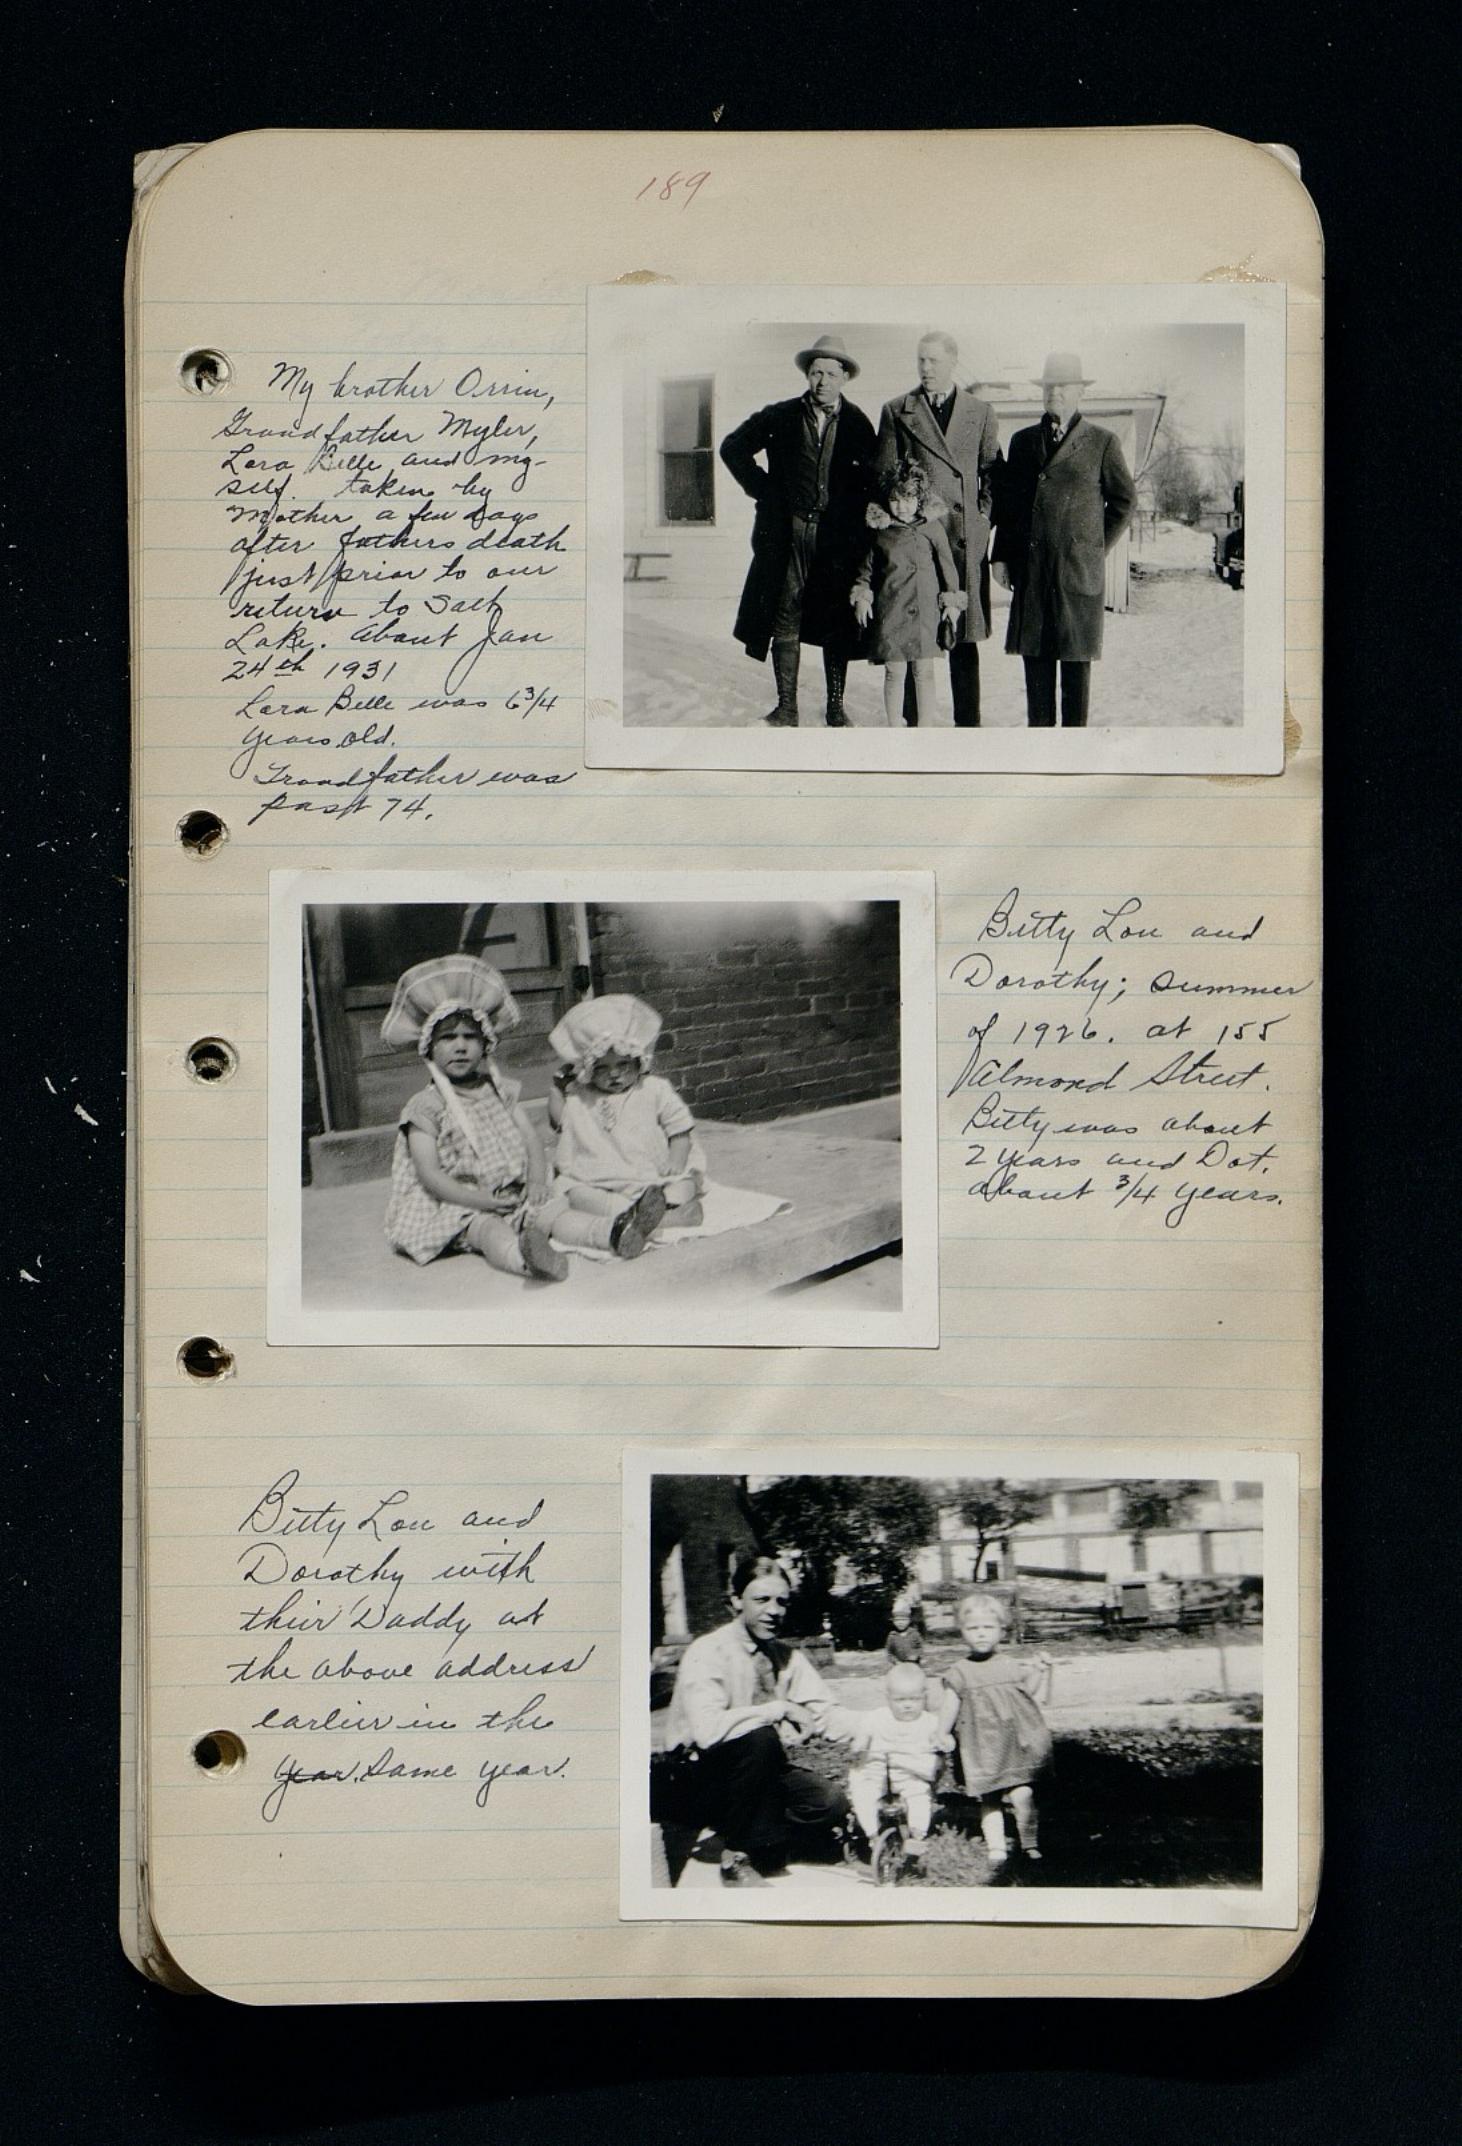 189
My brother Orrin,
Grandfather Myler,
Lora Belle, and my-
self. taken by
Mother a few days
after fathers death
just prior to our
return to Salt
Lake. About Jan
24th 1931
Lora Belle was 6 3/4
years old.
Grandfather was
past 74.
Betty Lou and
Dorothy; summer
of 1926. at 155
Almond Street.
Betty was about
2 years and Dot.
about 3/4 years.
Betty Lou and
Dorothy with
their Daddy at
the above address
earlier in the
year. Same year.